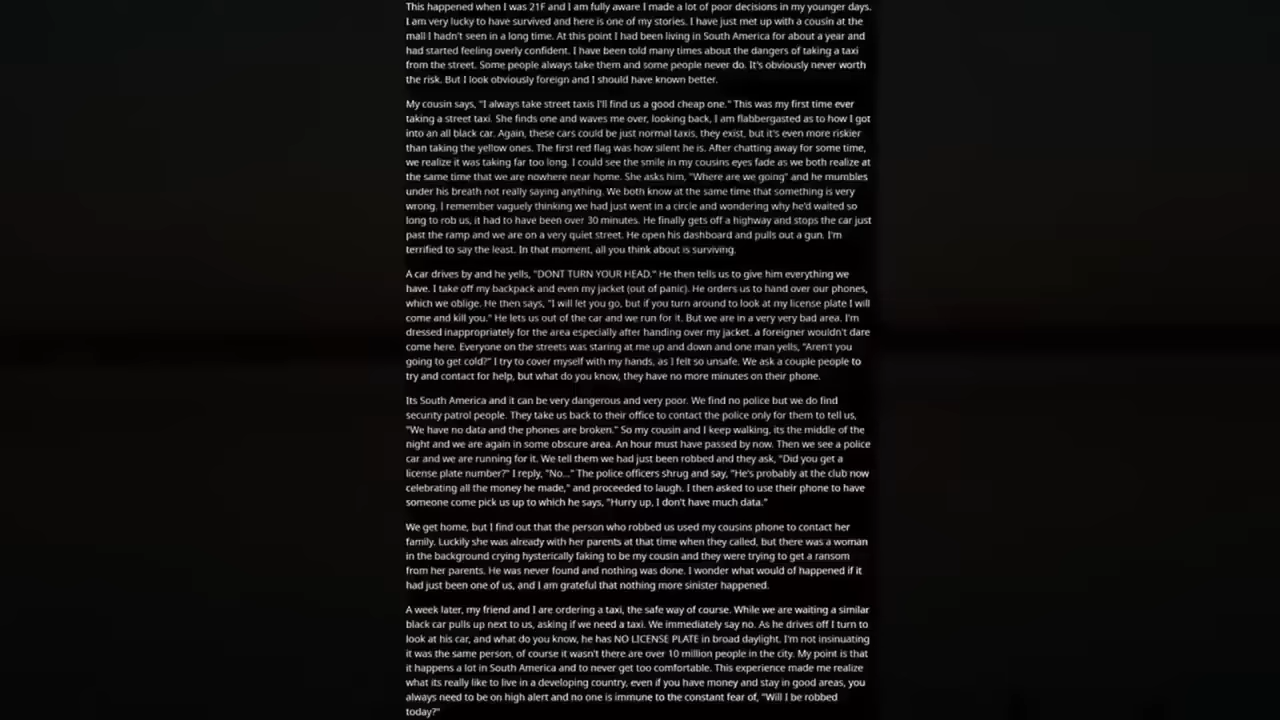 This happened when I was 21F and I am fully aware I made a lot of poor decisions in my younger days.
I am very lucky to have survived and here is one of my stories. I have just met up with a cousin at the
mall I hadn't seen in a long time. At this point I had been living in South America for about a year and
had started feeling overly confident. I have been told many times about the dangers of taking a taxi
from the street. Some people always take them and some people never do. It's obviously never worth
the risk. But I look obviously foreign and I should have known better.
My cousin says, "I always take street taxis I'll find us a good cheap one." This was my first time ever
taking a street taxi. She finds one and waves me over, looking back, I am flabbergasted as to how I got
into an all black car. Again, these cars could be just normal taxis, they exist, but it's even more riskier
than taking the yellow ones. The first red flag was how silent he is. After chatting away for some time,
we realize it was taking far too long. I could see the smile in my cousins eyes fade as we both realize at
the same time that we are nowhere near home. She asks him, "Where are we going" and he mumbles
under his breath not really saying anything. We both know at the same time that something is very
wrong. I remember vaguely thinking we had just went in a circle and wondering why he'd waited so
long to rob us, it had to have been over 30 minutes. He finally gets off a highway and stops the car just
past the ramp and we are on a very quiet street. He open his dashboard and pulls out a gun. I'm
terrified to say the least. In that moment, all you think about is surviving.
A car drives by and he yells, "DONT TURN YOUR HEAD." He then tells us to give him everything we
have. I take off my backpack and even my jacket (out of panic). He orders us to hand over our phones,
which we oblige. He then says, "I will let you go, but if you turn around to look at my license plate I will
come and kill you." He lets us out of the car and we run for it. But we are in a very very bad area. I'm
dressed inappropriately for the area especially after handing over my jacket. a foreigner wouldn't dare
come here. Everyone on the streets was staring at me up and down and one man yells, "Aren't you
going to get cold?" I try to cover myself with my hands, as I felt so unsafe. We ask a couple people to
try and contact for help, but what do you know, they have no more minutes on their phone.
Its South America and it can be very dangerous and very poor. We find no police but we do find
security patrol people. They take us back to their office to contact the police only for them to tell us,
"We have no data and the phones are broken." So my cousin and I keep walking, its the middle of the
night and we are again in some obscure area. An hour must have passed by now. Then we see a police
car and we are running for it. We tell them we had just been robbed and they ask, "Did you get a
license plate number?" I reply, "No..." The police officers shrug and say, "He's probably at the club now
celebrating all the money he made," and proceeded to laugh. I then asked to use their phone to have
someone come pick us up to which he says, "Hurry up, I don't have much data."
We get home, but I find out that the person who robbed us used my cousins phone to contact her
family. Luckily she was already with her parents at that time when they called, but there was a woman
in the background crying hysterically faking to be my cousin and they were trying to get a ransom
from her parents. He was never found and nothing was done. I wonder what would of happened if it
had just been one of us, and I am grateful that nothing more sinister happened.
A week later, my friend and I are ordering a taxi, the safe way of course. While we are waiting a similar
black car pulls up next to us, asking if we need a taxi. We immediately say no. As he drives off I turn to
look at his car, and what do you know, he has NO LICENSE PLATE in broad daylight. I'm not insinuating
it was the same person, of course it wasn't there are over 10 million people in the city. My point is that
it happens a lot in South America and to never get too comfortable. This experience made me realize
what its really like to live in a developing country, even if you have money and stay in good areas, you
always need to be on high alert and no one is immune to the constant fear of, "Will I be robbed
today?"